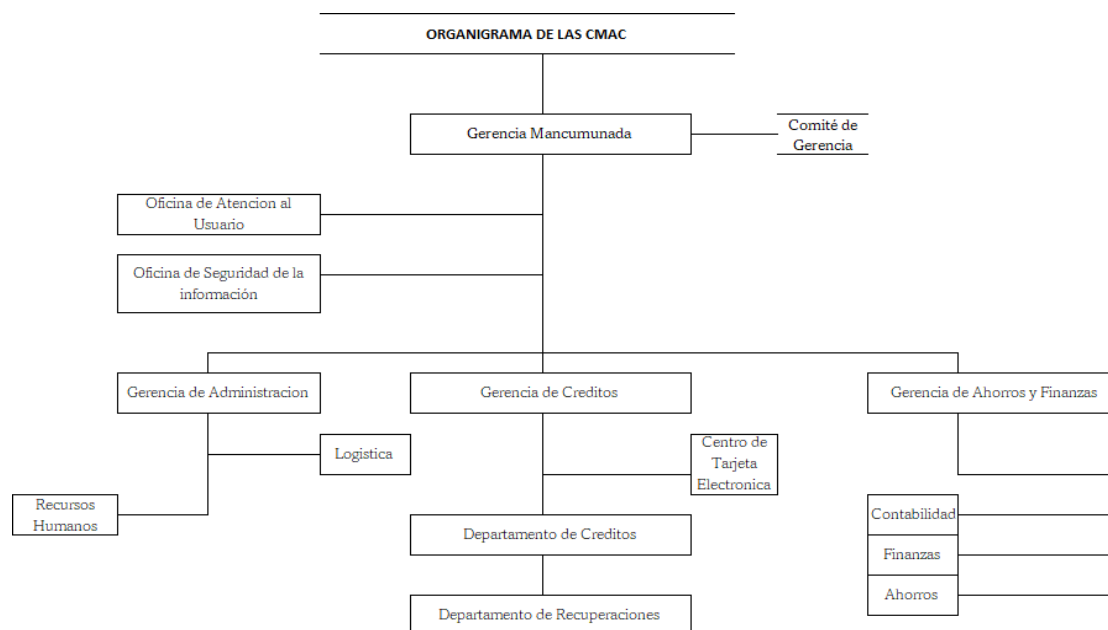 ORGANIGRAMA DE LAS CMAC
Gerencia Mancumunada
Comité de
Gerencia
Oficina de Atencion al
Usuario
Oficina de Seguridad de la
información
Gerencia de Administracion
Gerencia de Creditos
Gerencia de Ahorros y Finanzas
Logistica
Centro de
Tarjeta
Electronica
Recursos
Humanos
Departamento de Creditos
Contabilidad
Finanzas
Ahorros
Departamento de Recuperaciones